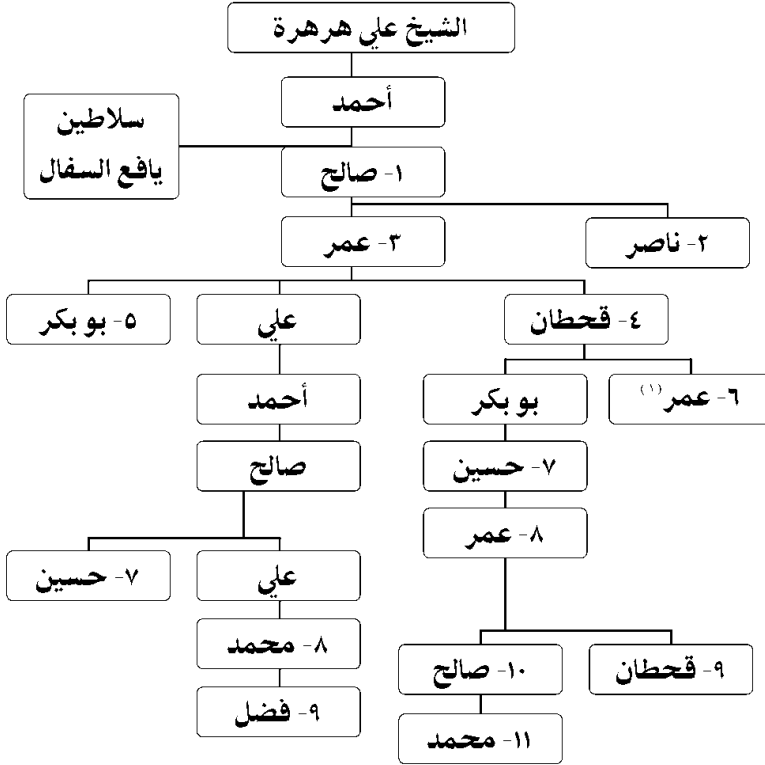 الشيخ علي هرهرة
أحمد
سلاطين
يافع السفال
١- صالح
٢- ناصر
٣- عمر
٤- قحطان
علي
٥- بو بكر
٦- عمر (١)
بو بكر
أحمد
٧- حسين
صالح
٨- عمر
علي
٧- حسين
٩- قحطان
١٠- صالح
٨- محمد
١١- محمد
٩- فضل